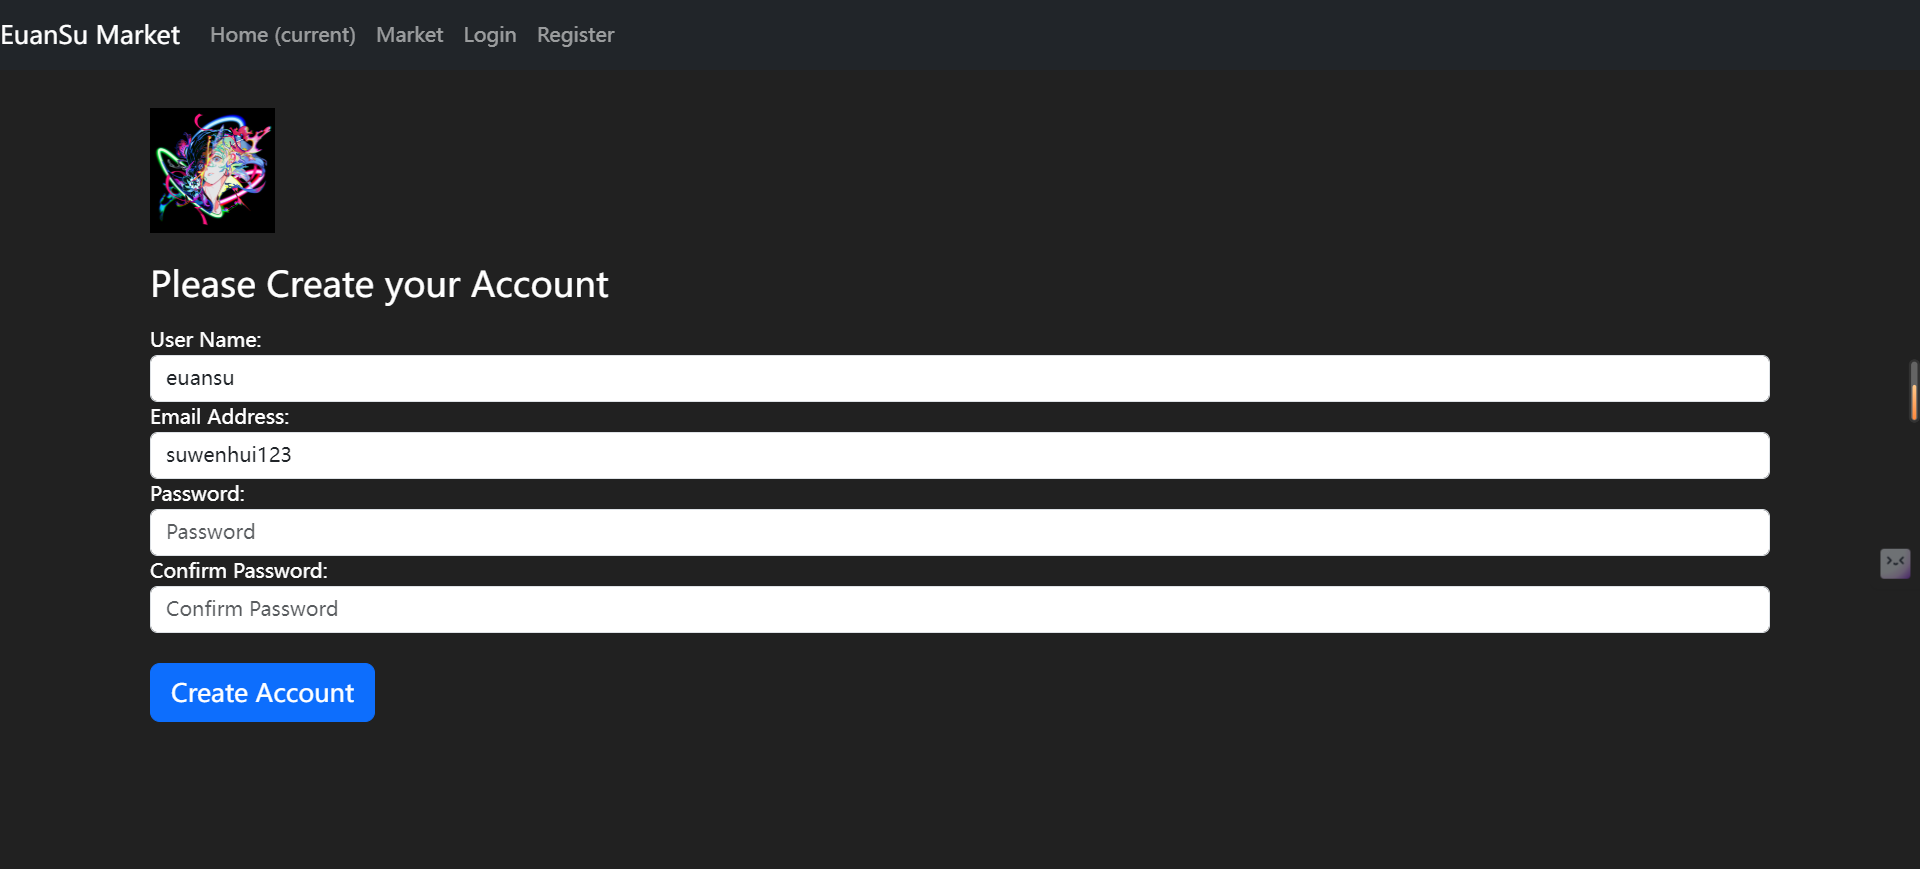 EuanSu Market Home (current) Market Login Register
Please Create your Account
User Name:
euansu
Email Address:
suwenhui123
Password:
Password
Confirm Password:
Confirm Password
Create Account